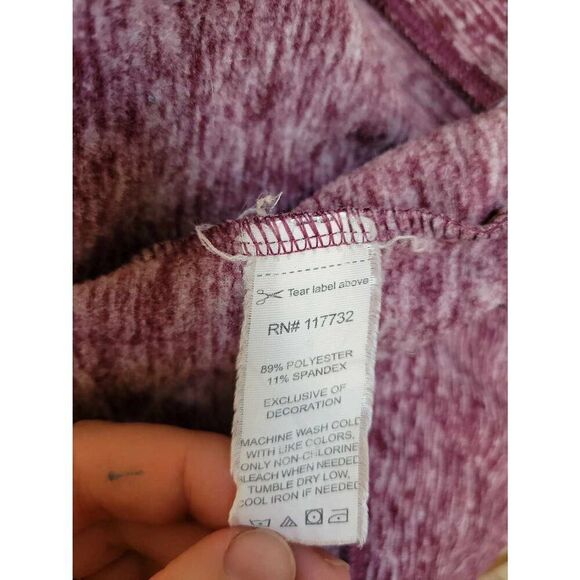 Tear label above
RN# 117732
89% POLYESTER
11% SPANDEX
EXCLUSIVE OF
DECORATION
MACHINE WASH COLD
WITH LIKE COLORS,
ONLY NON-CHLORINE
BLEACH WHEN NEEDED
TUMBLE DRY LOW,
COOL IRON IF NEEDED